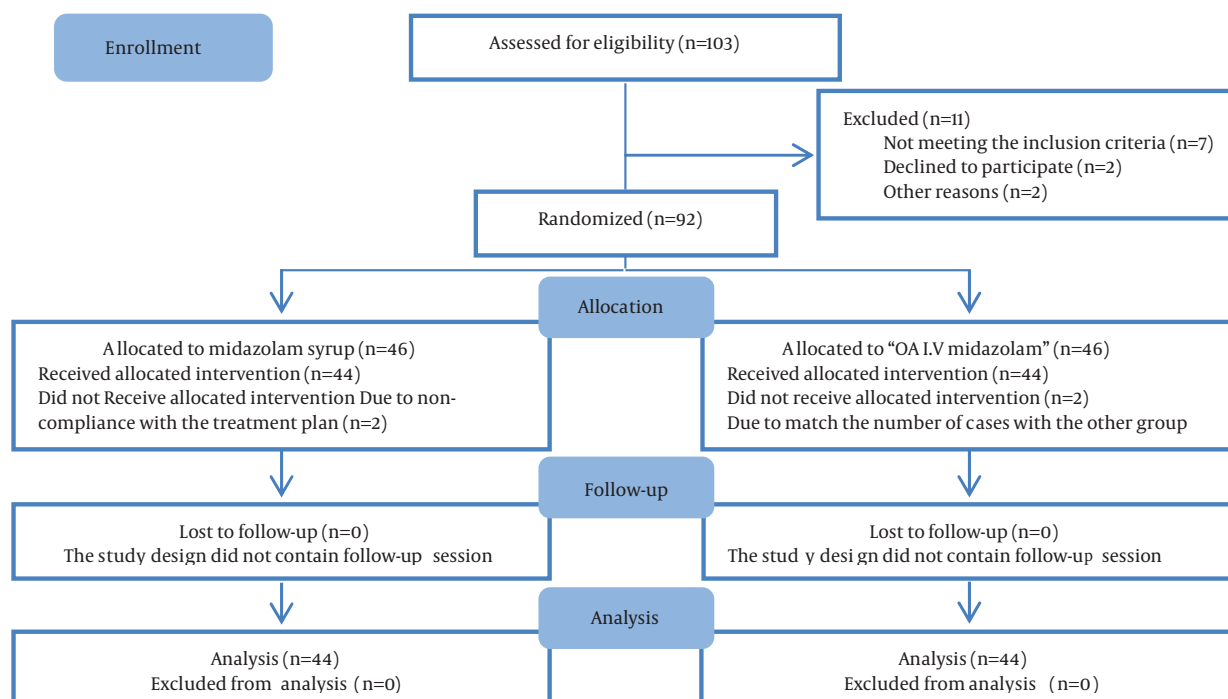 Enrollment
Assessed for eligibility (n=103)
Excluded (n=11)
Not meeting the inclusion criteria (n=7)
Declined to participate (n=2)
Other reasons (n=2)
Randomized (n=92)
Allocation
Allocated to midazolam syrup (n=46)
Received allocated intervention (n=44)
Did not Receive allocated intervention Due to non-
compliance with the treatment plan (n=2)
Allocated to “OA I.V midazolam” (n=46)
Received allocated intervention (n=44)
Did not receive allocated intervention (n=2)
Due to match the number of cases with the other group
Follow-up
Lost to follow-up (n=0)
The study design did not contain follow-up session
Lost to follow-up (n=0)
The stud y desi gn did not contain follow-up session
Analysis
Analysis (n=44)
Excluded from analysis (n=0)
Analysis (n=44)
Excluded from analysis (n=0)